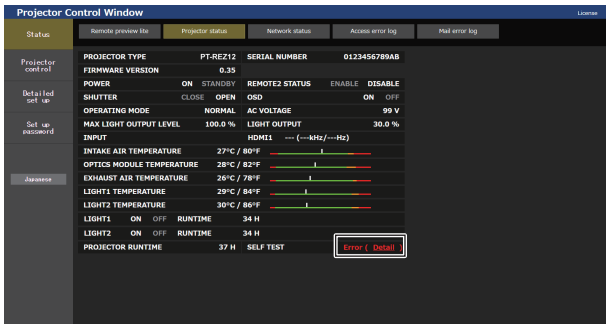 Projector Control Window
License
Status
Remote preview lite
Projector status
Network status
Access error log
Mail error log
Projector
control
Detailed
set up
Set up
password
Japanese
PROJECTOR TYPE PT-REZ12 SERIAL NUMBER 0123456789AB
FIRMWARE VERSION 0.35
POWER ON STANDBY REMOTE2 STATUS ENABLE DISABLE
SHUTTER CLOSE OPEN OSD ON OFF
OPERATING MODE NORMAL AC VOLTAGE 99 V
MAX LIGHT OUTPUT LEVEL 100.0 % LIGHT OUTPUT 30.0 %
INPUT HDMI1 --- (---kHz/---Hz)
INTAKE AIR TEMPERATURE 27°C / 80°F
OPTICS MODULE TEMPERATURE 28°C / 82°F
EXHAUST AIR TEMPERATURE 26°C / 78°F
LIGHT1 TEMPERATURE 29°C / 84°F
LIGHT2 TEMPERATURE 30°C / 86°F
LIGHT1 ON OFF RUNTIME 34 H
LIGHT2 ON OFF RUNTIME 34 H
PROJECTOR RUNTIME 37 H SELF TEST Error ( Detail )